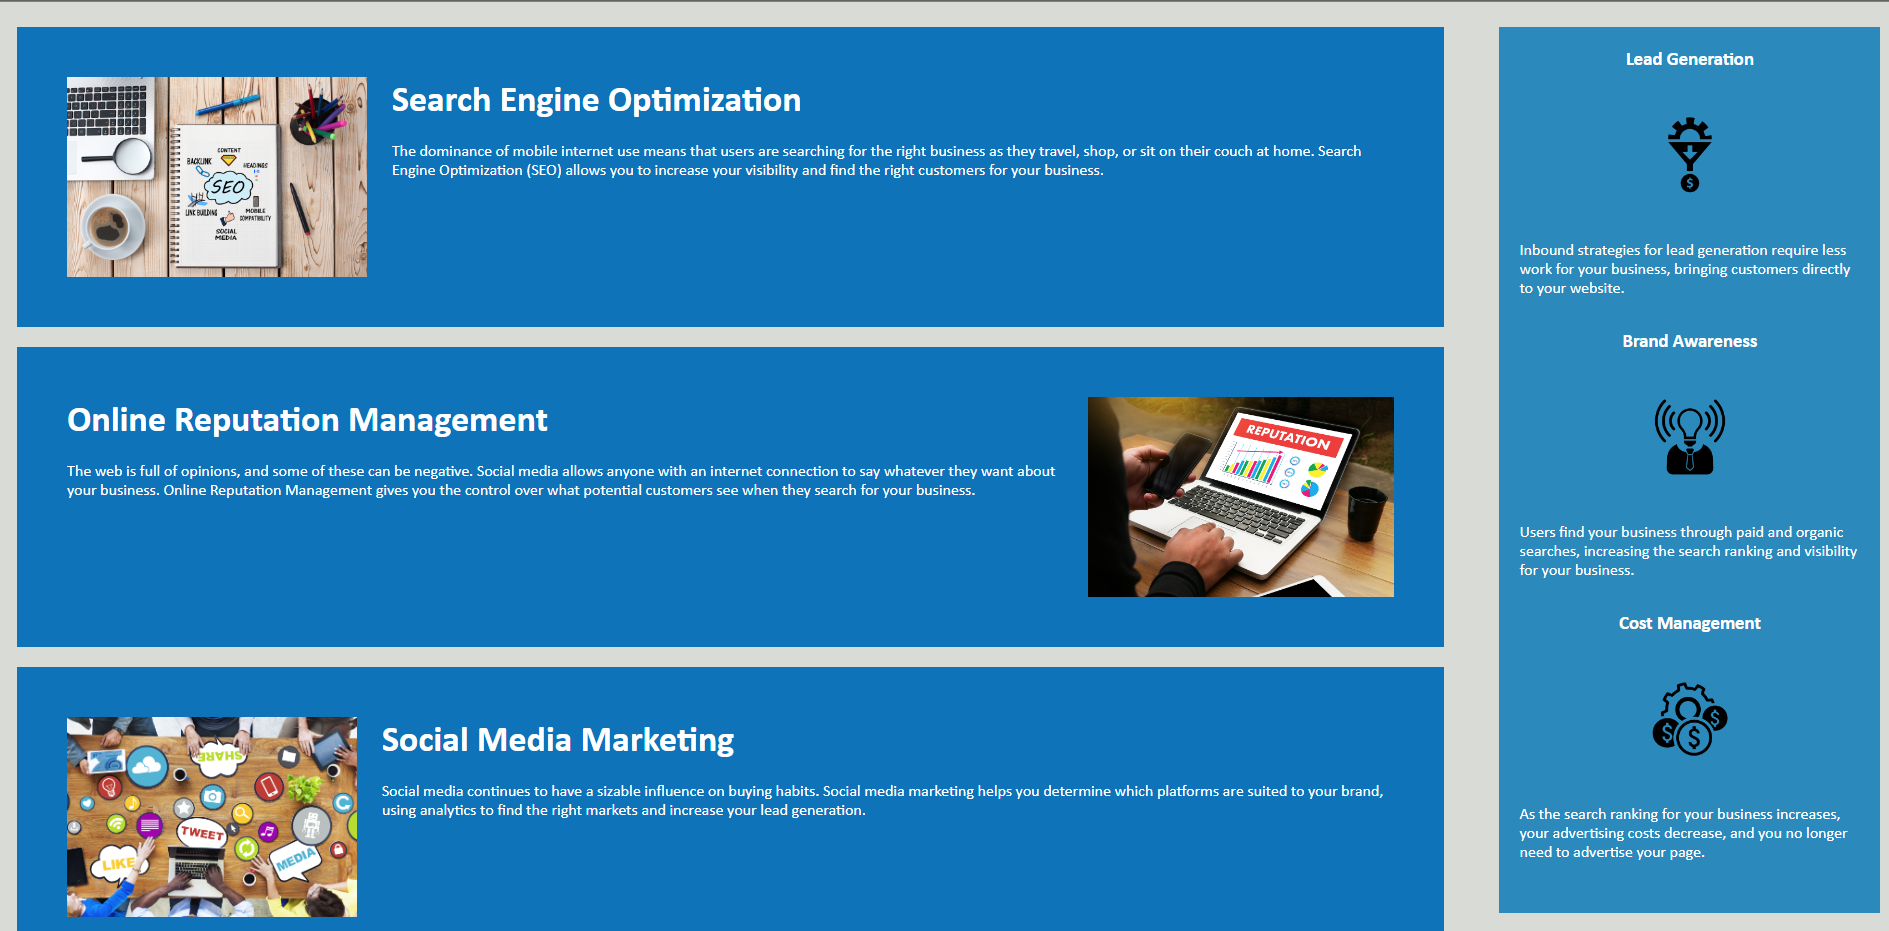 Search Engine Optimization
The dominance of mobile internet use means that users are searching for the right business as they travel, shop, or sit on their couch at home. Search
Engine Optimization (SEO) allows you to increase your visibility and find the right customers for your business.
CONTENT
BACKLINK
HEADINGS
SEO
LINK BUILDING
MOBILE
COMPATIBILITY
SOCIAL
MEDIA
Online Reputation Management
The web is full of opinions, and some of these can be negative. Social media allows anyone with an internet connection to say whatever they want about
your business. Online Reputation Management gives you the control over what potential customers see when they search for your business.
REPUTATION
Social Media Marketing
Social media continues to have a sizable influence on buying habits. Social media marketing helps you determine which platforms are suited to your brand,
using analytics to find the right markets and increase your lead generation.
SHARE
TWEET
LIKE
MEDIA
Lead Generation
$
Inbound strategies for lead generation require less
work for your business, bringing customers directly
to your website.
Brand Awareness
Users find your business through paid and organic
searches, increasing the search ranking and visibility
for your business.
Cost Management
$ $ $
As the search ranking for your business increases,
your advertising costs decrease, and you no longer
need to advertise your page.